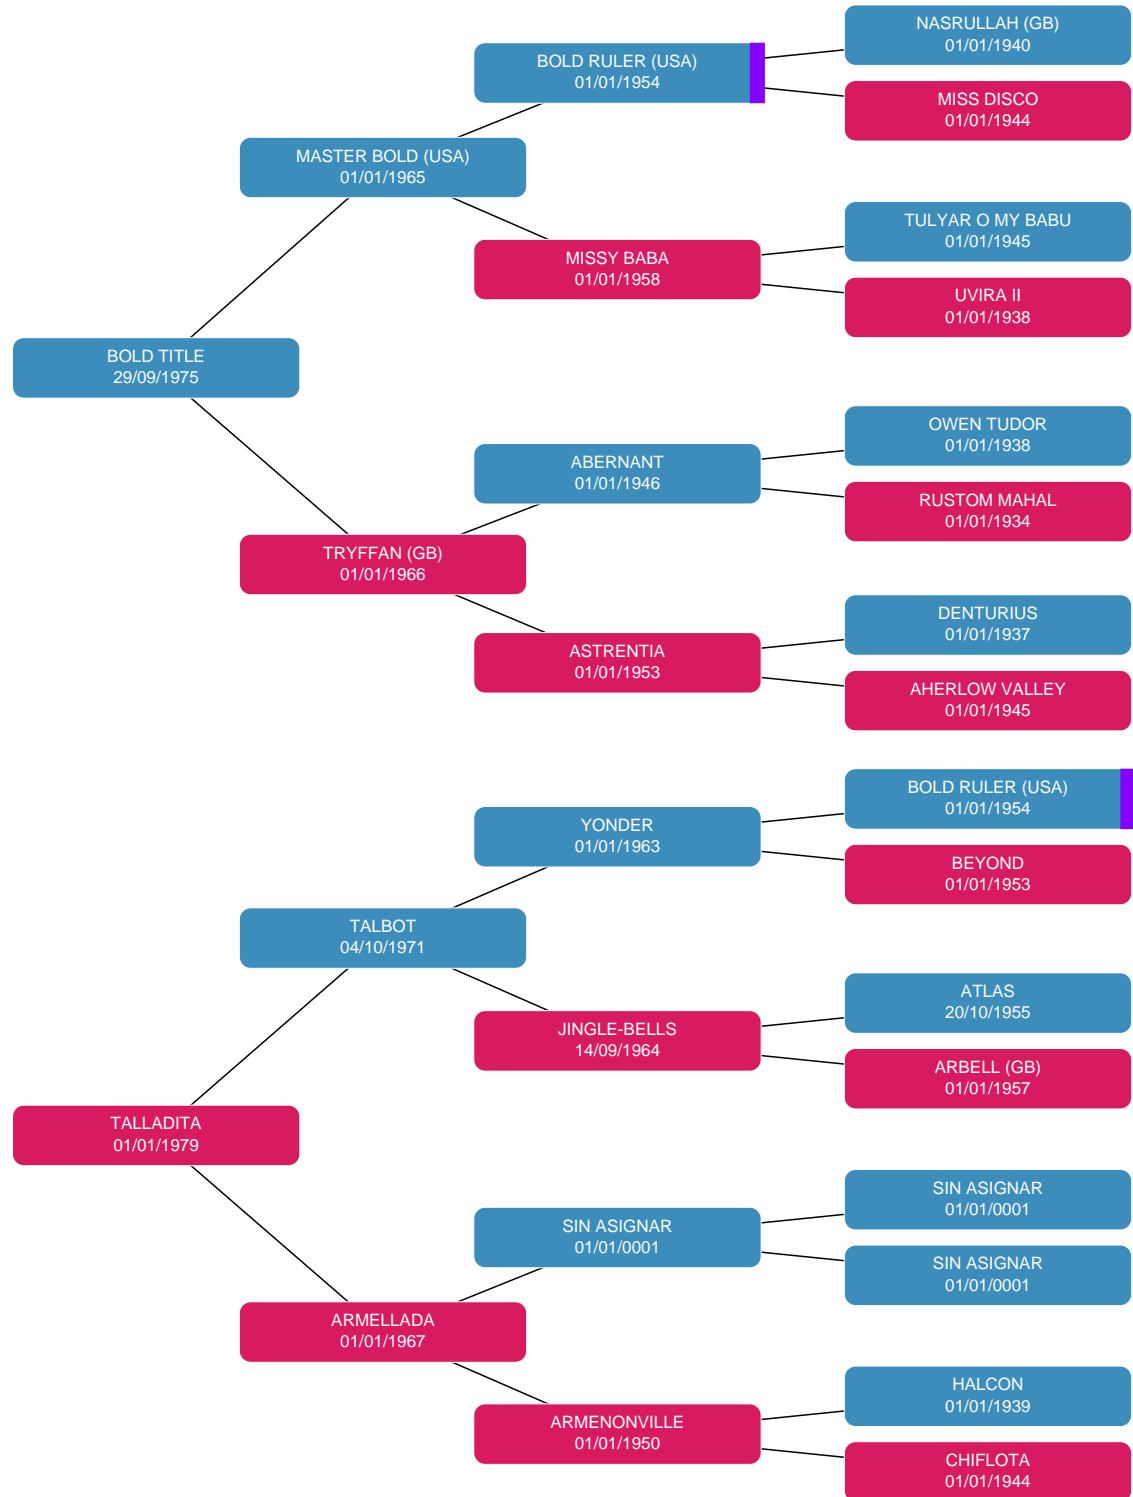 NASRULLAH (GB)
01/01/1940
BOLD RULER (USA)
01/01/1954
MISS DISCO
01/01/1944
MASTER BOLD (USA)
01/01/1965
TULYAR O MY BABU
01/01/1945
MISSY BABA
01/01/1958
UVIRA II
01/01/1938
BOLD TITLE
29/09/1975
OWEN TUDOR
01/01/1938
ABERNANT
01/01/1946
RUSTOM MAHAL
01/01/1934
TRYFFAN (GB)
01/01/1966
DENTURIUS
01/01/1937
ASTRENTIA
01/01/1953
AHERLOW VALLEY
01/01/1945
BOLD RULER (USA)
01/01/1954
YONDER
01/01/1963
BEYOND
01/01/1953
TALBOT
04/10/1971
ATLAS
20/10/1955
JINGLE-BELLS
14/09/1964
ARBELL (GB)
01/01/1957
TALLADITA
01/01/1979
SIN ASIGNAR
01/01/0001
SIN ASIGNAR
01/01/0001
SIN ASIGNAR
01/01/0001
ARMELLADA
01/01/1967
HALCON
01/01/1939
ARMENONVILLE
01/01/1950
CHIFLOTA
01/01/1944